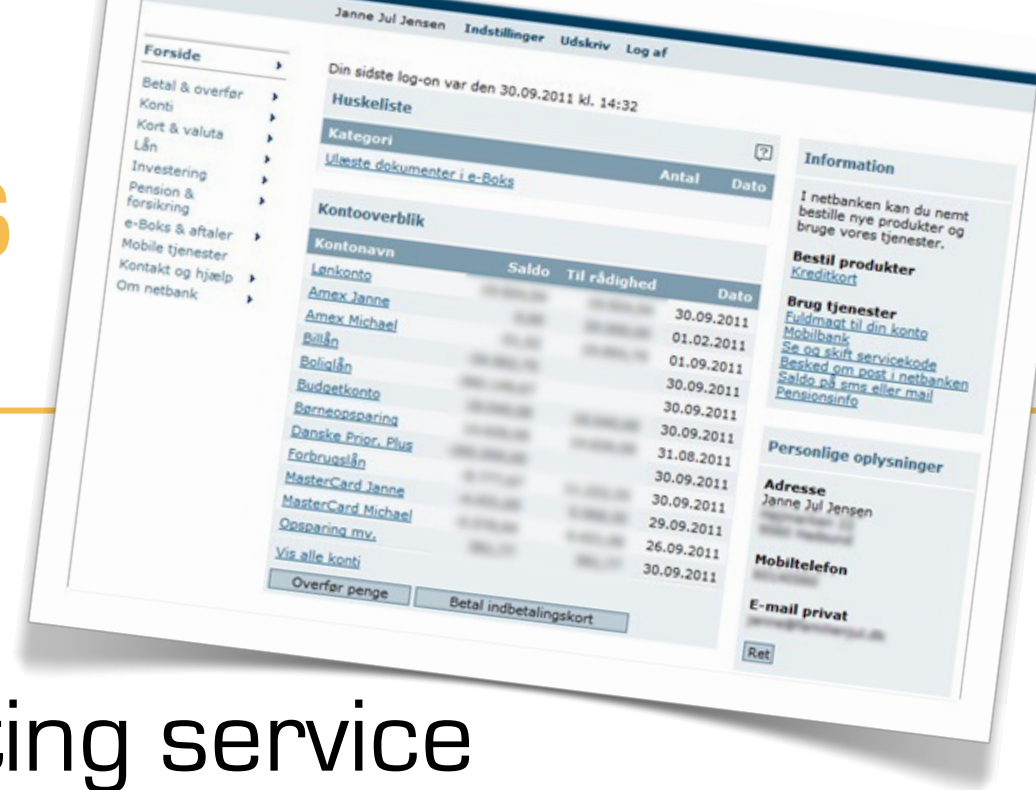 Janne Jul Jensen Indstillinger Udskriv Log af
Forside
Betal & overfør
Konti
Kort & valuta
Lån
Investering
Pension &
forsikring
e-Boks & aftaler
Mobile tjenester
Kontakt og hjælp
Om netbank
Din sidste log-on var den 30.09.2011 kl. 14:32
Huskeliste
?
Kategori Antal Dato
Ulæste dokumenter i e-Boks
Kontooverblik
Kontonavn Saldo Til rådighed Dato
Lønkonto 30.09.2011
Amex Janne 01.02.2011
Amex Michael 01.09.2011
Billån 30.09.2011
Boliglån 30.09.2011
Budgetkonto 30.09.2011
Børneopsparing 31.08.2011
Danske Prior. Plus 30.09.2011
Forbrugslån 30.09.2011
MasterCard Janne 29.09.2011
MasterCard Michael 26.09.2011
Opsparing mv. 30.09.2011
Vis alle konti
Overfør penge Betal indbetalingskort
Information
I netbanken kan du nemt
bestille nye produkter og
bruge vores tjenester.
Bestil produkter
Kreditkort
Brug tjenester
Fuldmagt til din konto
Mobilbank
Se og skift servicekode
Besked om post i netbanken
Saldo på sms eller mail
Pensionsinfo
Personlige oplysninger
Adresse
Janne Jul Jensen
Mobiltelefon
E-mail privat
Ret
s
ting service